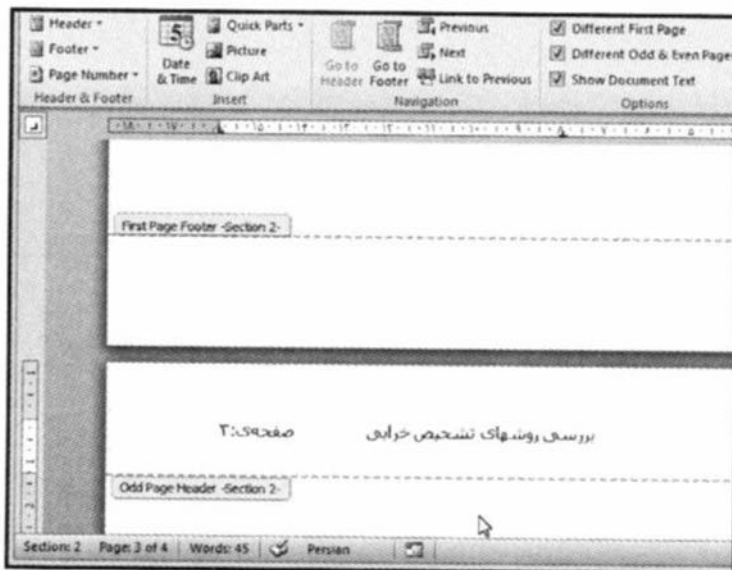 Header
Quick Parts
Previous
Different First Page
Footer
Date & Time
Picture
Go to Header
Go to Footer
Next
Different Odd & Even Page
Page Number
Clip Art
Link to Previous
Show Document Text
Header & Footer
Insert
Navigation
Options
First Page Footer -Section 2-
بررسی روشهای تشخیص خرابی صفحه‌ی:۳
Odd Page Header -Section 2-
Section: 2 Page: 3 of 4 Words: 45 Persian